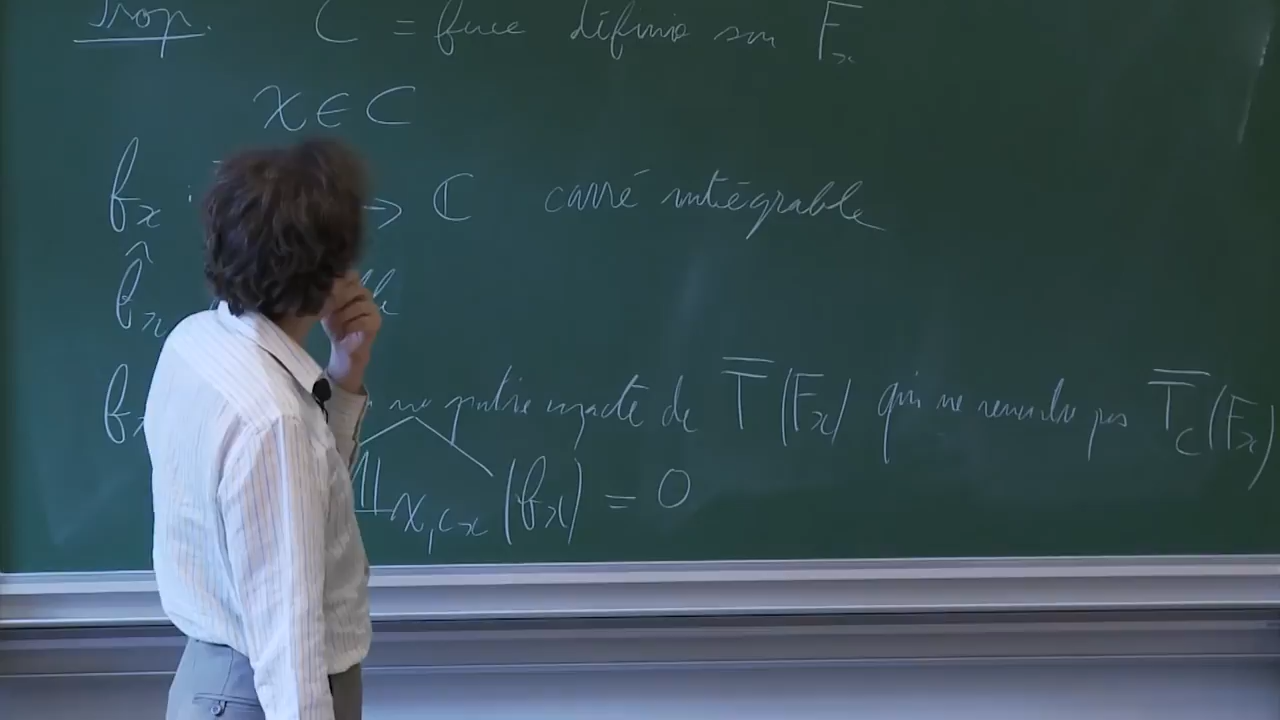 Prop. C = face définie sur F_x
χ ∈ C
f_x : → ℂ carré intégrable
f̂_x
f partie exacte de T̅(F_x) qui ne rencontre pas T̅_C(F_x)
𝟙_{χ,C_x}(f_x) = 0